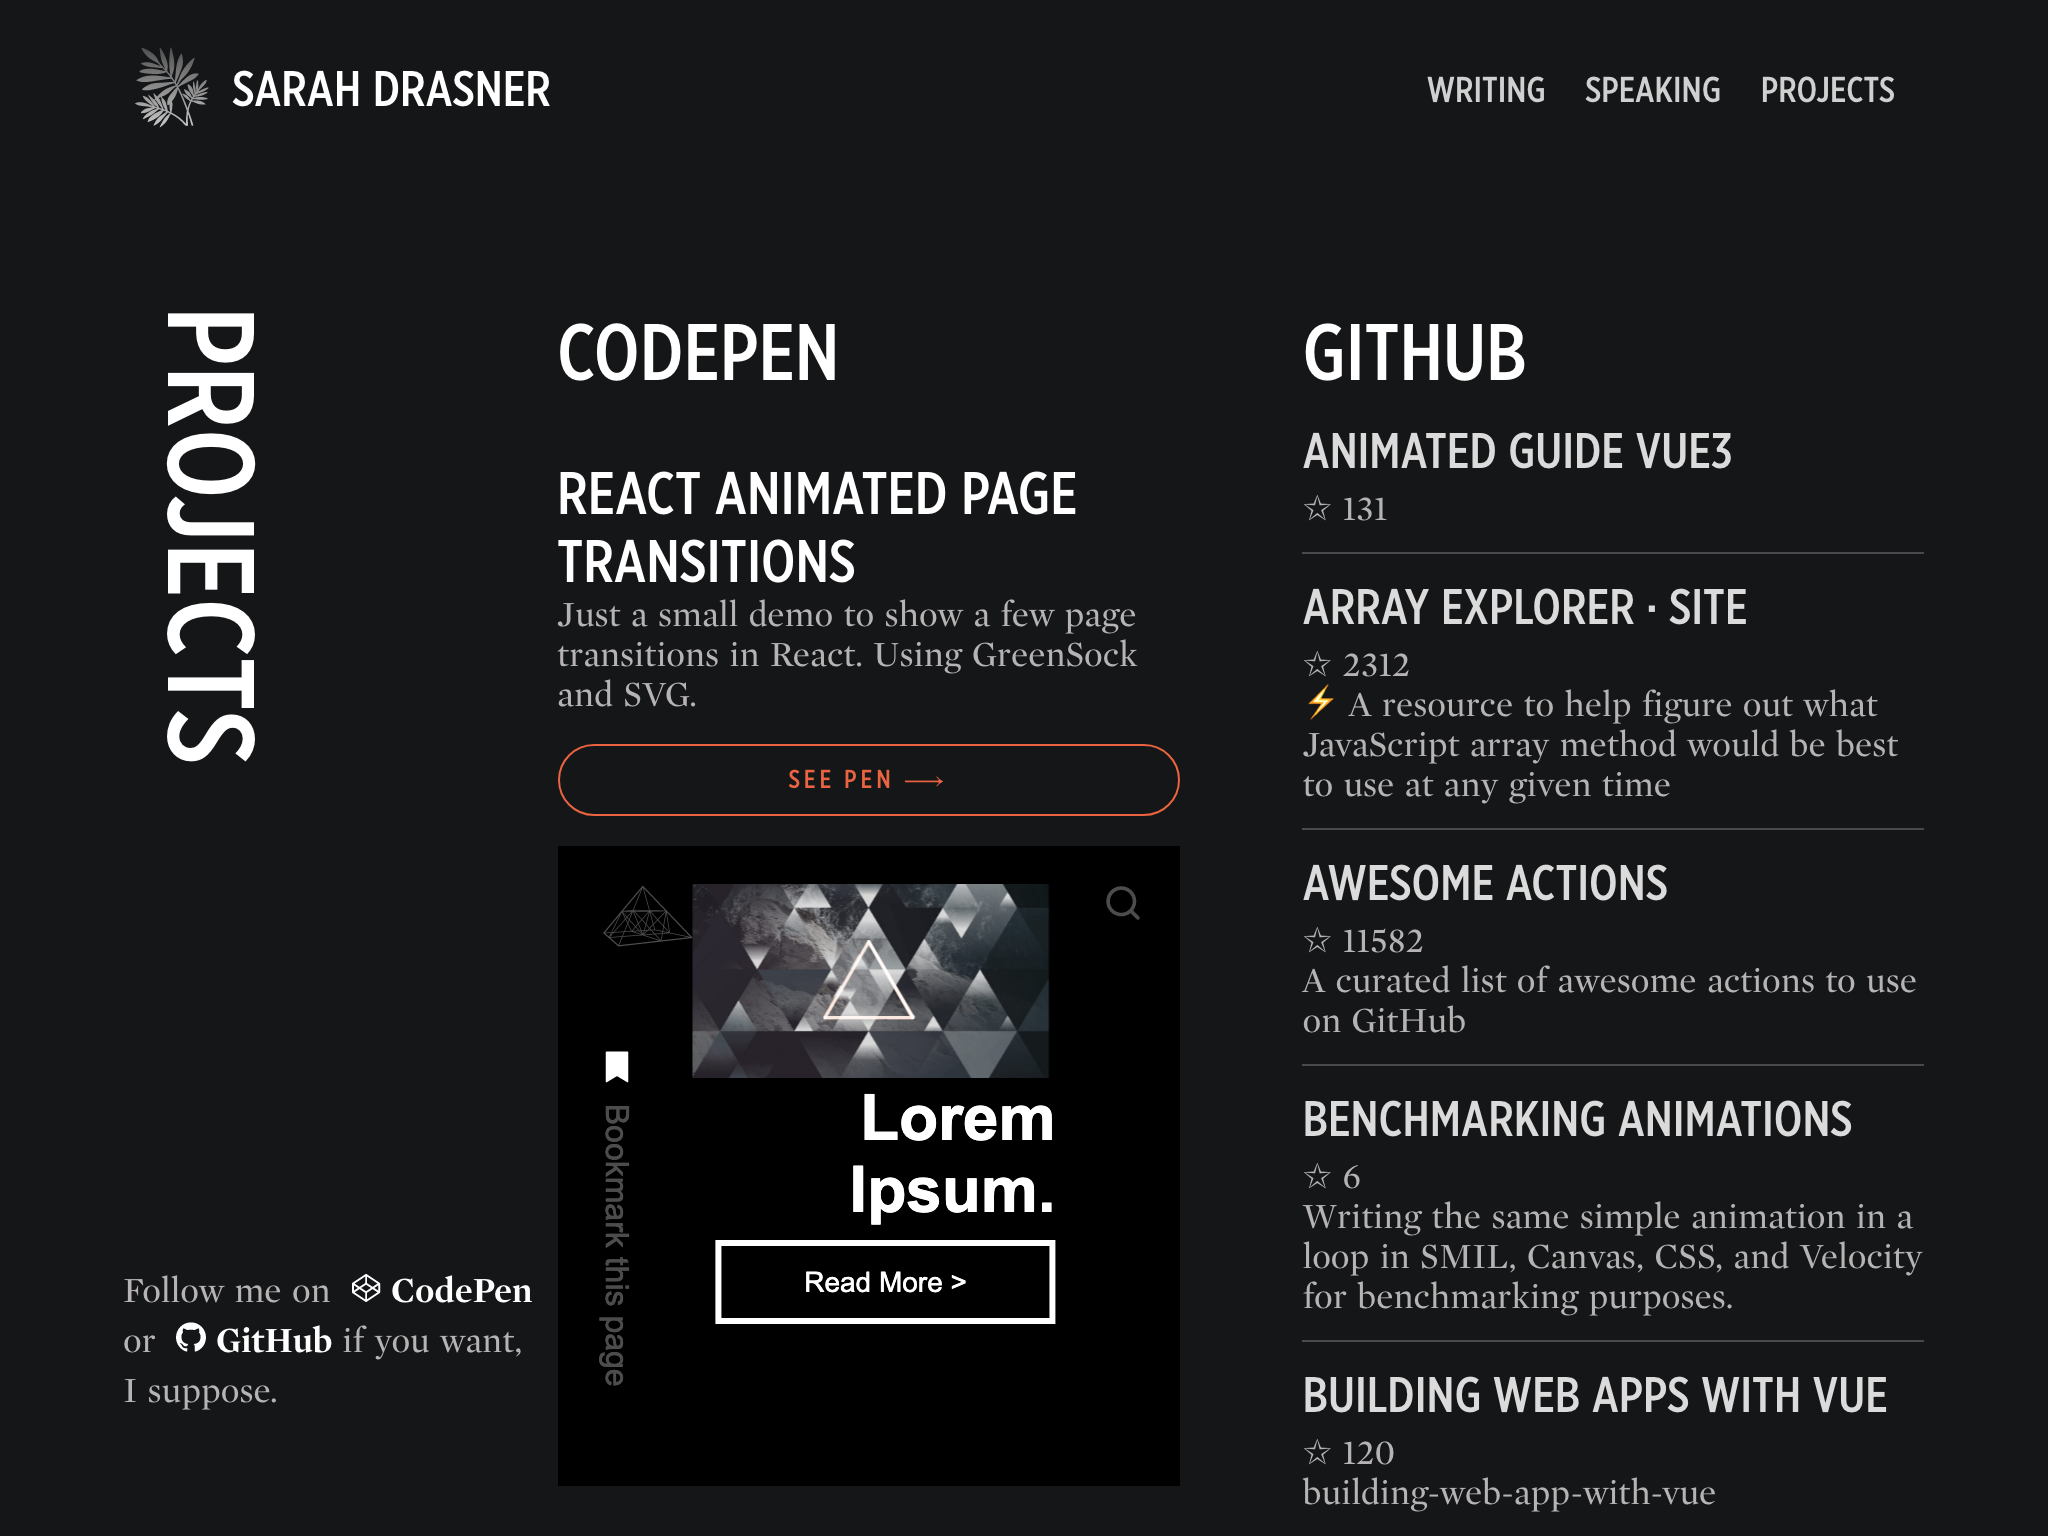 SARAH DRASNER
WRITING
SPEAKING
PROJECTS
PROJECTS
Follow me on CodePen
or GitHub if you want,
I suppose.
CODEPEN
REACT ANIMATED PAGE
TRANSITIONS
Just a small demo to show a few page
transitions in React. Using GreenSock
and SVG.
SEE PEN ⟶
Bookmark this page
Lorem
Ipsum.
Read More >
GITHUB
ANIMATED GUIDE VUE3
☆ 131
ARRAY EXPLORER · SITE
☆ 2312
⚡ A resource to help figure out what
JavaScript array method would be best
to use at any given time
AWESOME ACTIONS
☆ 11582
A curated list of awesome actions to use
on GitHub
BENCHMARKING ANIMATIONS
☆ 6
Writing the same simple animation in a
loop in SMIL, Canvas, CSS, and Velocity
for benchmarking purposes.
BUILDING WEB APPS WITH VUE
☆ 120
building-web-app-with-vue